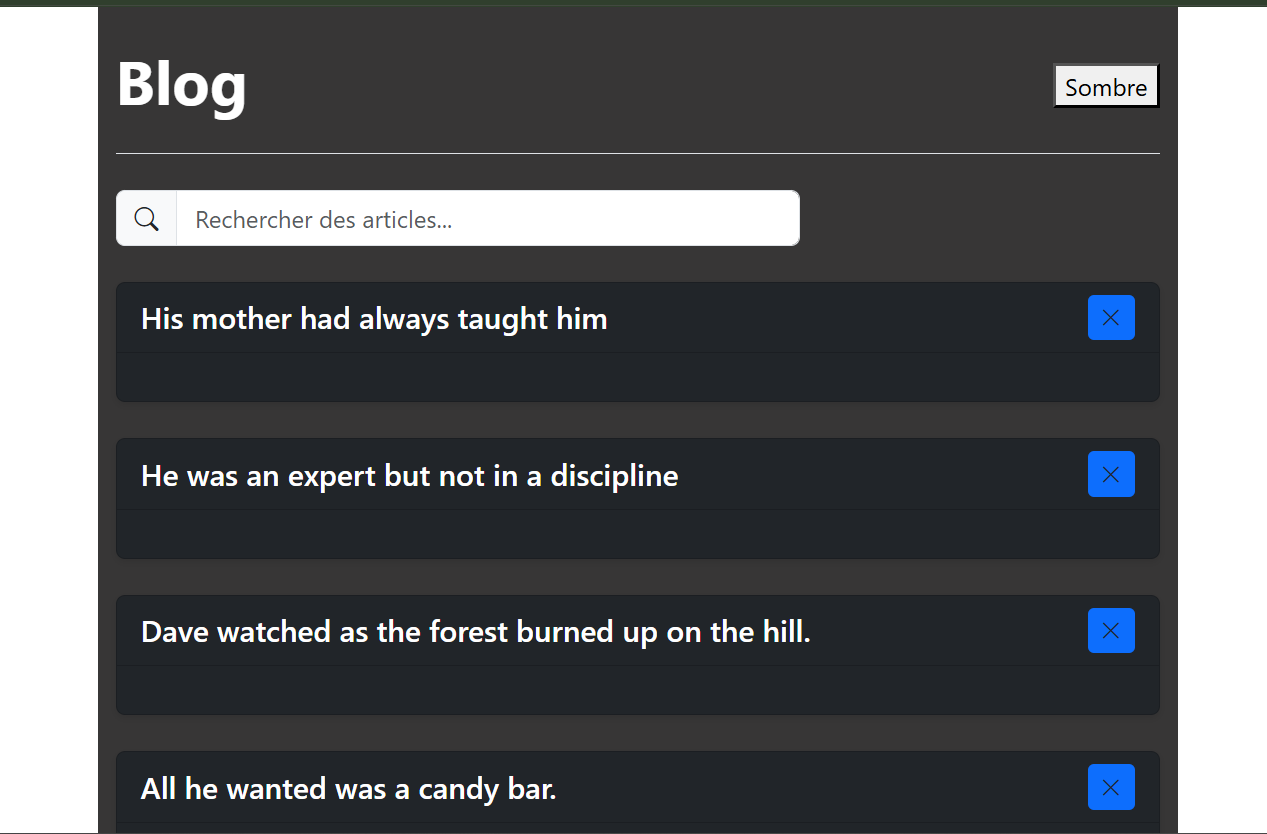 Blog
Sombre
Rechercher des articles...
His mother had always taught him
He was an expert but not in a discipline
Dave watched as the forest burned up on the hill.
All he wanted was a candy bar.